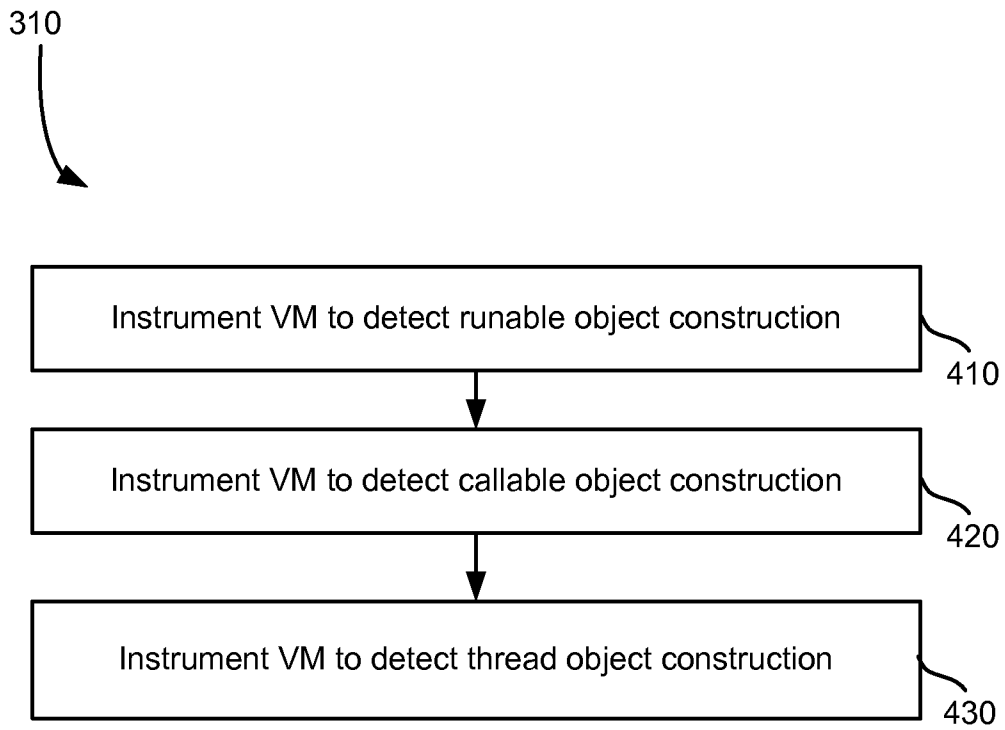 310
Instrument VM to detect runable object construction
410
Instrument VM to detect callable object construction
420
Instrument VM to detect thread object construction
430